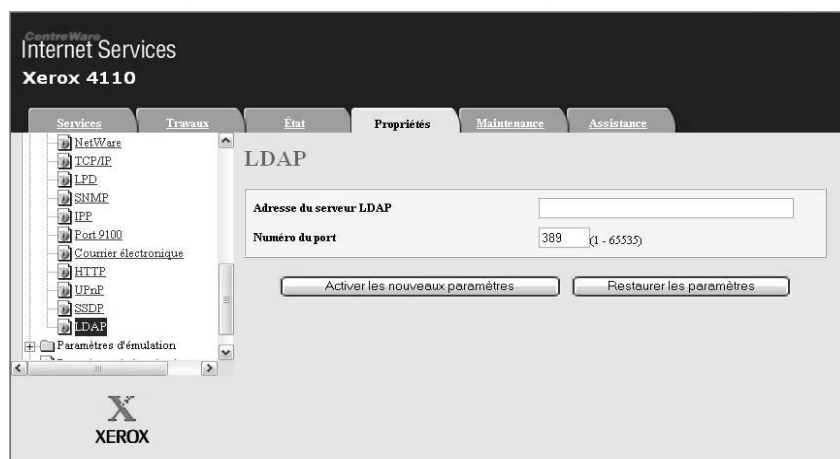 CentreWare
Internet Services
Xerox 4110
Services
Travaux
État
Propriétés
Maintenance
Assistance
NetWare
TCP/IP
LPD
SNMP
IPP
Port 9100
Courrier électronique
HTTP
UPnP
SSDP
LDAP
Paramètres d'émulation
LDAP
Adresse du serveur LDAP
Numéro du port 389 (1 - 65535)
Activer les nouveaux paramètres Restaurer les paramètres
X
XEROX